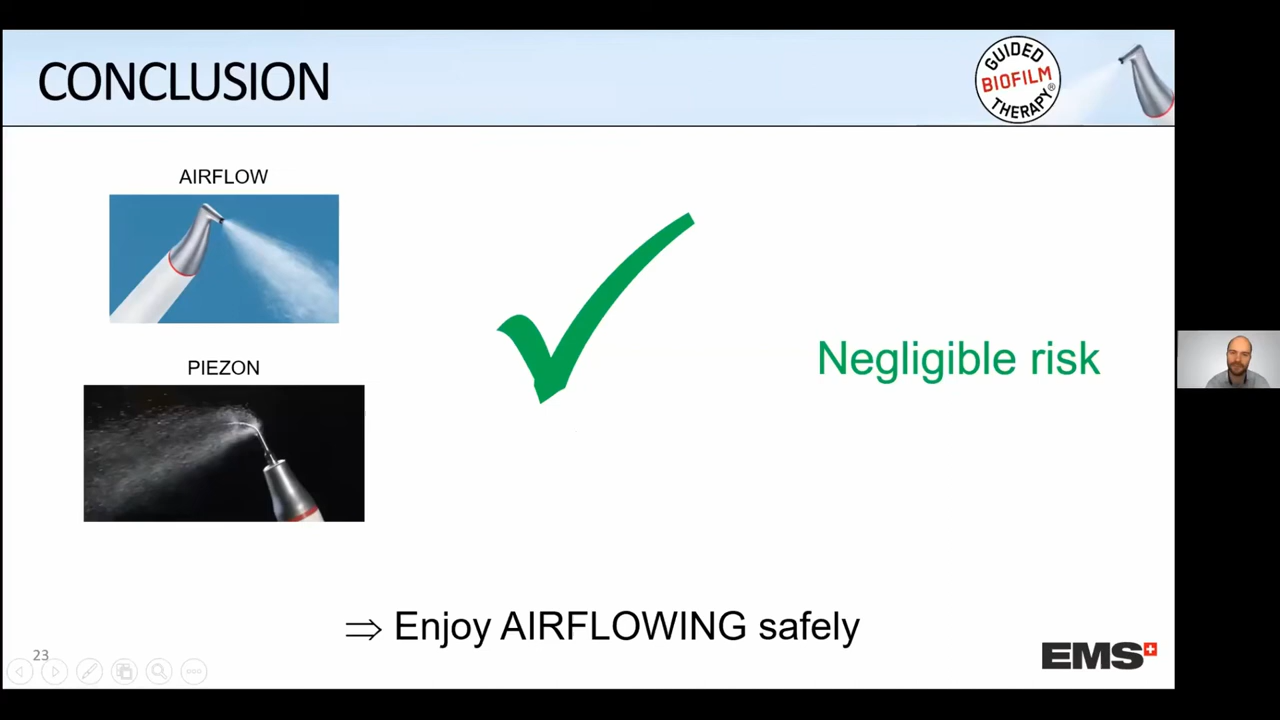 CONCLUSION
GUIDED
BIOFILM
THERAPY®
AIRFLOW
PIEZON
Negligible risk
⇒ Enjoy AIRFLOWING safely
23
EMS